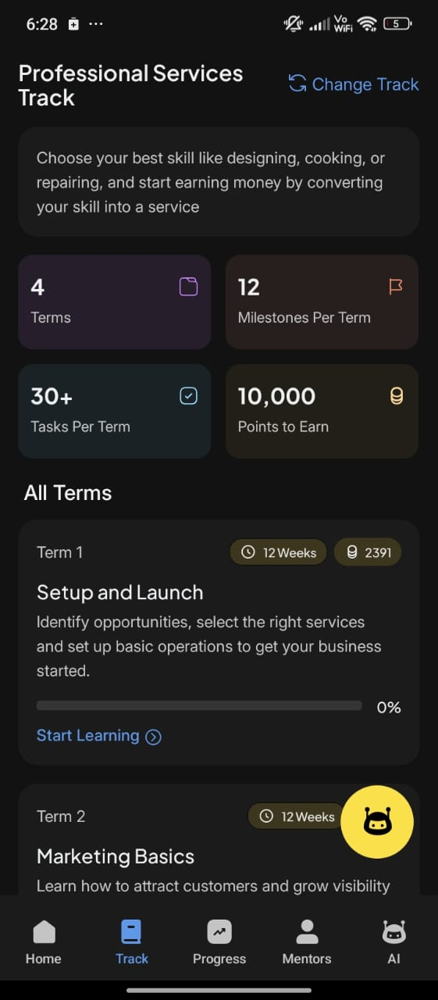 6:28
Vo
WiFi
5
Professional Services
Track
Change Track
Choose your best skill like designing, cooking, or
repairing, and start earning money by converting
your skill into a service
4
Terms
12
Milestones Per Term
30+
Tasks Per Term
10,000
Points to Earn
All Terms
Term 1
12 Weeks
2391
Setup and Launch
Identify opportunities, select the right services
and set up basic operations to get your business
started.
0%
Start Learning
Term 2
12 Weeks
Marketing Basics
Learn how to attract customers and grow visibility
Home
Track
Progress
Mentors
AI